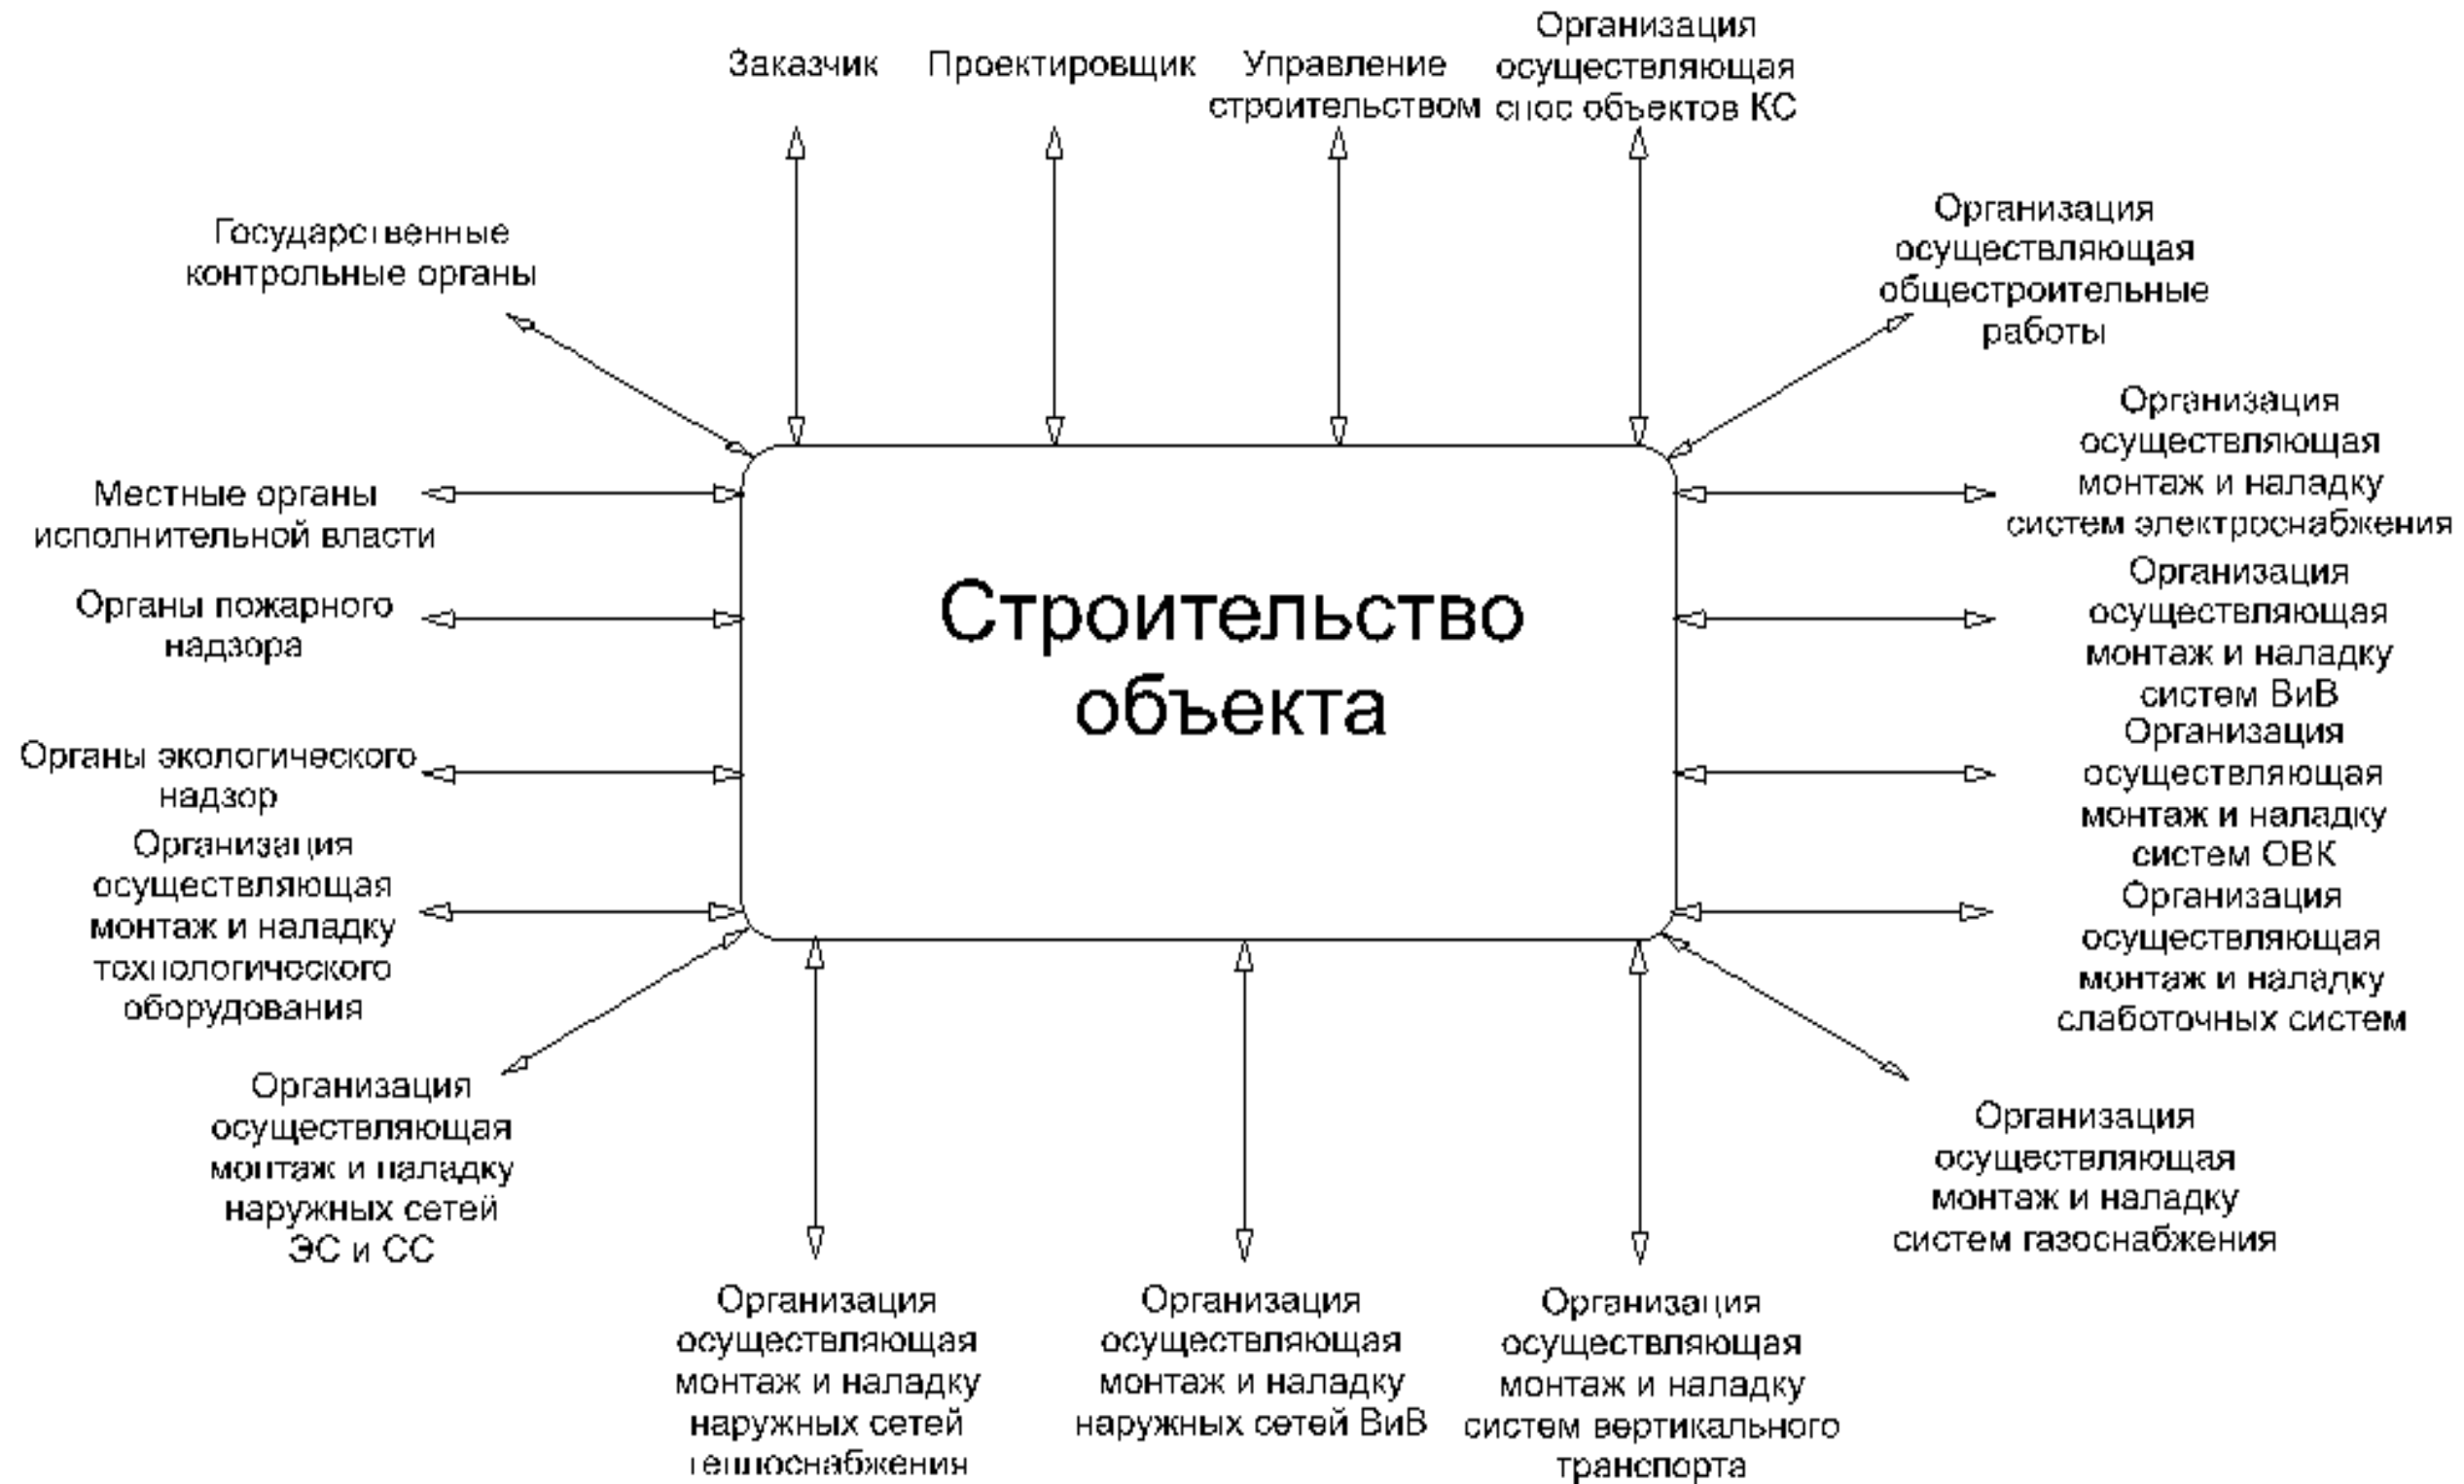 Заказчик
Проектировщик
Управление
строительством
Организация
осуществляющая
снос объектов КС
Государственные
контрольные органы
Организация
осуществляющая
общестроительные
работы
Местные органы
исполнительной власти
Органы пожарного
надзора
Органы экологического
надзор
Организация
осуществляющая
монтаж и наладку
технологического
оборудования
Организация
осуществляющая
монтаж и наладку
наружных сетей
ЭС и СС
Строительство
объекта
Организация
осуществляющая
монтаж и наладку
систем электроснабжения
Организация
осуществляющая
монтаж и наладку
систем ВиВ
Организация
осуществляющая
монтаж и наладку
систем ОВК
Организация
осуществляющая
монтаж и наладку
слаботочных систем
Организация
осуществляющая
монтаж и наладку
систем газоснабжения
Организация
осуществляющая
монтаж и наладку
наружных сетей
теплоснабжения
Организация
осуществляющая
монтаж и наладку
наружных сетей ВиВ
Организация
осуществляющая
монтаж и наладку
систем вертикального
транспорта